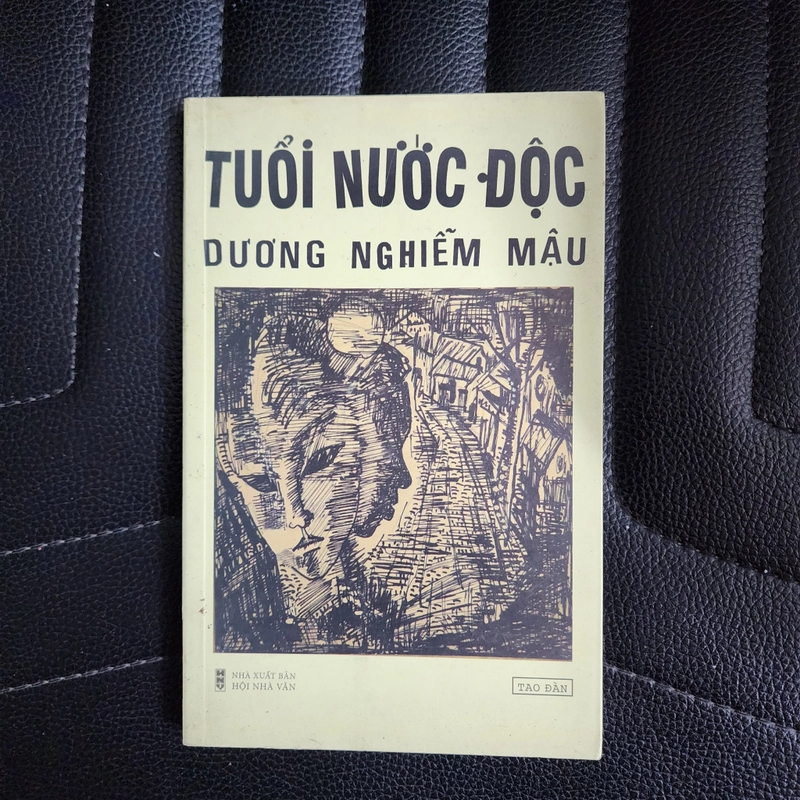 TUỔI NƯỚC ĐỘC
DƯƠNG NGHIỄM MẬU
NHÀ XUẤT BẢN
HỘI NHÀ VĂN
TAO ĐÀN